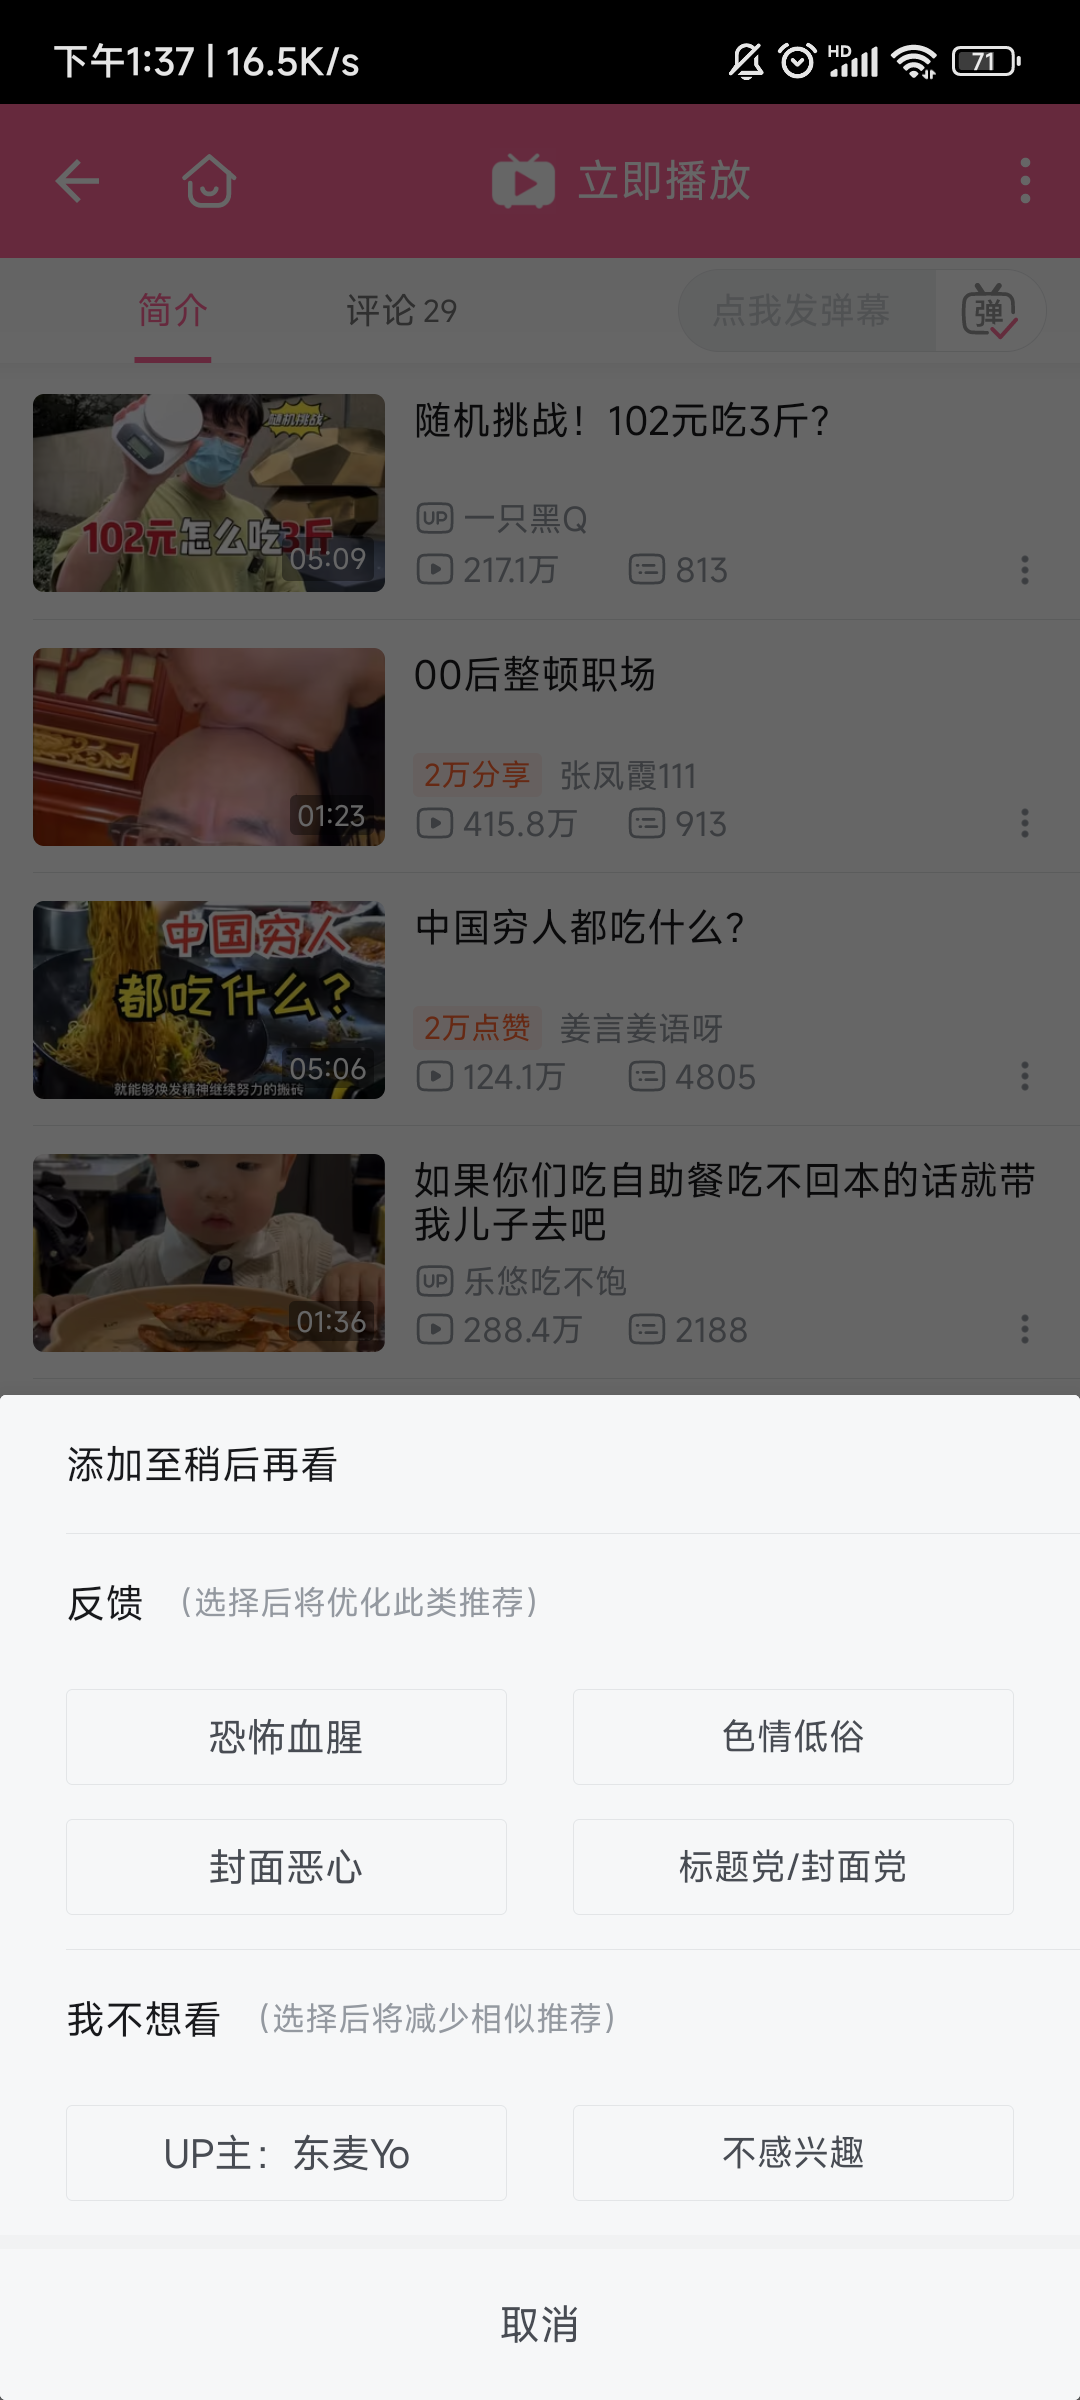 下午1:37 | 16.5K/s
HD
71
立即播放
简介
评论 29
点我发弹幕
弹
随机挑战
102元怎么吃3斤
05:09
随机挑战！102元吃3斤？
UP 一只黑Q
217.1万
813
01:23
00后整顿职场
2万分享 张凤霞111
415.8万
913
中国穷人
都吃什么？
05:06
就能够焕发精神继续努力的搬砖
中国穷人都吃什么？
2万点赞 姜言姜语呀
124.1万
4805
01:36
如果你们吃自助餐吃不回本的话就带
我儿子去吧
UP 乐悠吃不饱
288.4万
2188
添加至稍后再看
反馈 （选择后将优化此类推荐）
恐怖血腥
色情低俗
封面恶心
标题党/封面党
我不想看 （选择后将减少相似推荐）
UP主：东麦Yo
不感兴趣
取消